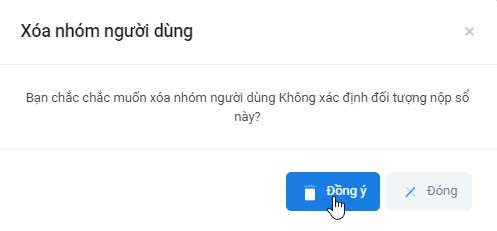 Xóa nhóm người dùng
Bạn chắc chắc muốn xóa nhóm người dùng Không xác định đối tượng nộp sổ
này?
Đồng ý
Đóng